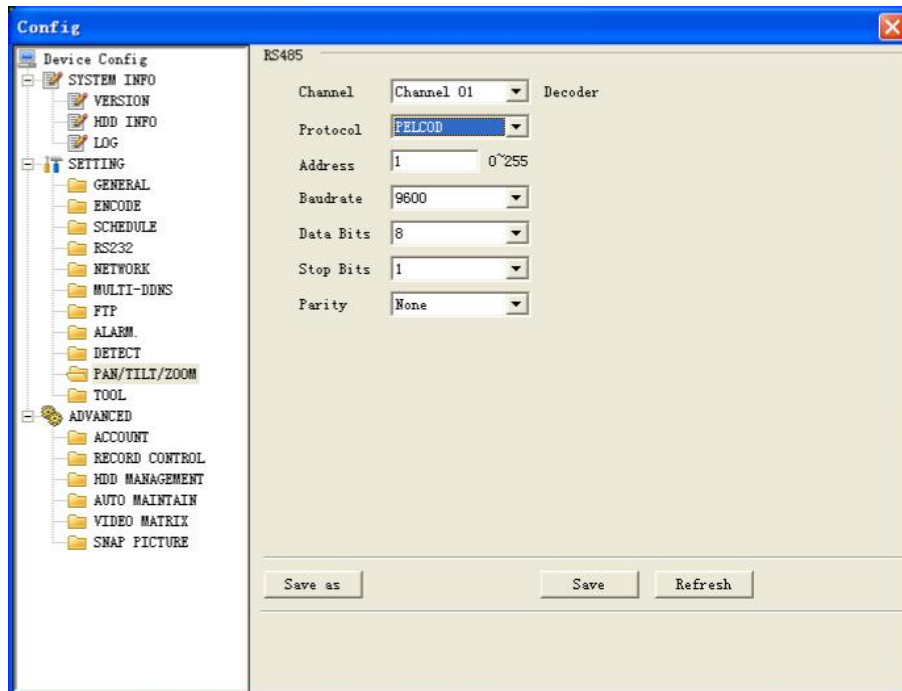 Config
Device Config
SYSTEM INFO
VERSION
HDD INFO
LOG
SETTING
GENERAL
ENCODE
SCHEDULE
RS232
NETWORK
MULTI-DDNS
FTP
ALARM.
DETECT
PAN/TILT/ZOOM
TOOL
ADVANCED
ACCOUNT
RECORD CONTROL
HDD MANAGEMENT
AUTO MAINTAIN
VIDEO MATRIX
SNAP PICTURE
RS485
Channel Channel 01 Decoder
Protocol PELCOD
Address 1 0~255
Baudrate 9600
Data Bits 8
Stop Bits 1
Parity None
Save as Save Refresh